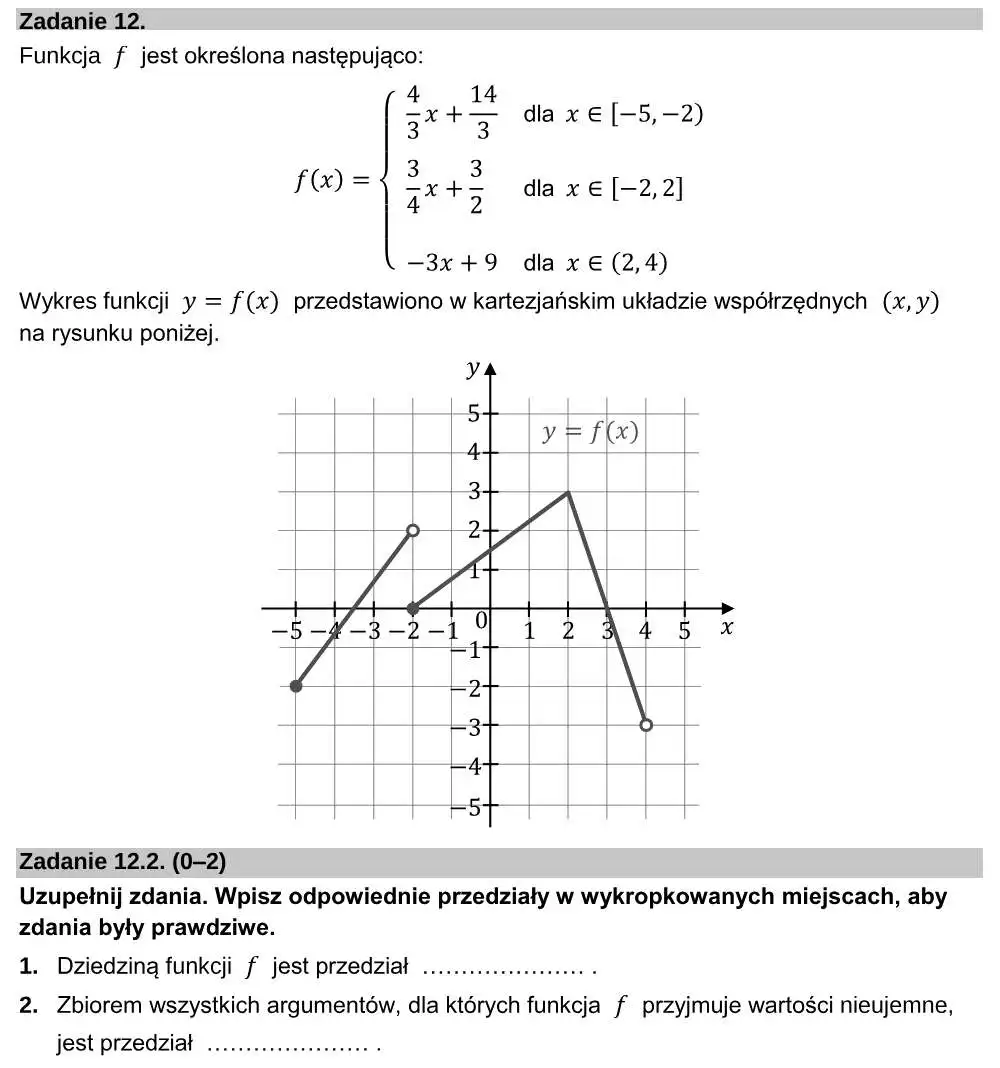 Zadanie 12.
Funkcja f jest określona następująco:
f(x) = { 4/3 x + 14/3 dla x ∈ [−5, −2)
3/4 x + 3/2 dla x ∈ [−2, 2]
−3x + 9 dla x ∈ (2, 4)
Wykres funkcji y = f(x) przedstawiono w kartezjańskim układzie współrzędnych (x, y)
na rysunku poniżej.
y
5
y = f(x)
4
3
2
1
−5 −4 −3 −2 −1 0 1 2 3 4 5 x
−1
−2
−3
−4
−5
Zadanie 12.2. (0–2)
Uzupełnij zdania. Wpisz odpowiednie przedziały w wykropkowanych miejscach, aby
zdania były prawdziwe.
1. Dziedziną funkcji f jest przedział ..................... .
2. Zbiorem wszystkich argumentów, dla których funkcja f przyjmuje wartości nieujemne,
jest przedział ..................... .